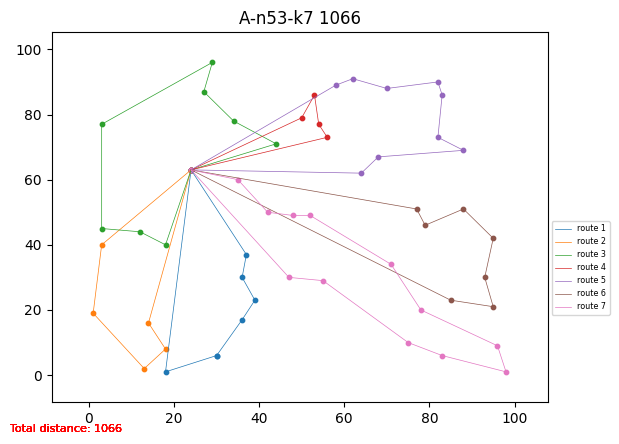 A-n53-k7 1066
100
80
60
40
20
0
0 20 40 60 80 100
route 1
route 2
route 3
route 4
route 5
route 6
route 7
Total distance: 1066